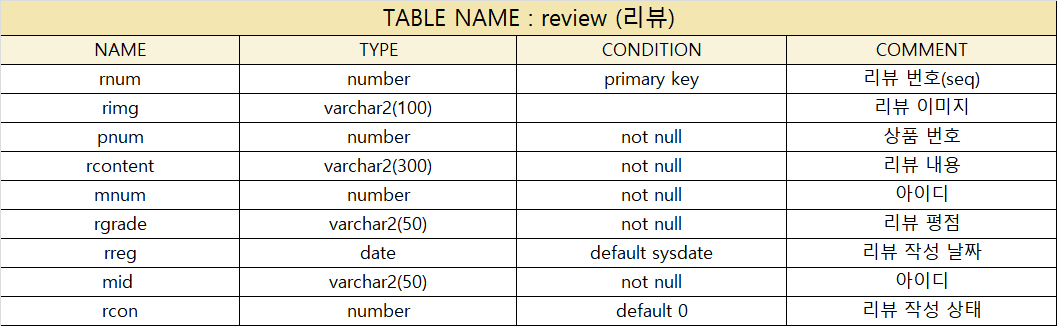 TABLE NAME : review (리뷰)
NAME TYPE CONDITION COMMENT
rnum number primary key 리뷰 번호(seq)
rimg varchar2(100) 리뷰 이미지
pnum number not null 상품 번호
rcontent varchar2(300) not null 리뷰 내용
mnum number not null 아이디
rgrade varchar2(50) not null 리뷰 평점
rreg date default sysdate 리뷰 작성 날짜
mid varchar2(50) not null 아이디
rcon number default 0 리뷰 작성 상태